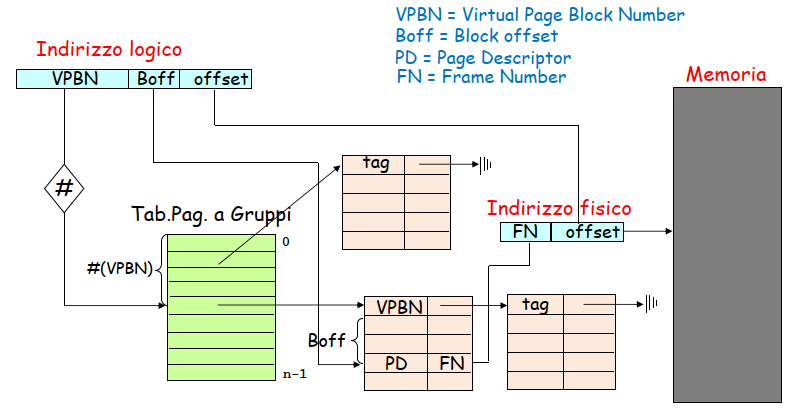 VPBN = Virtual Page Block Number
Boff = Block offset
PD = Page Descriptor
FN = Frame Number
Indirizzo logico
VPBN Boff offset
Memoria
#
tag
Tab.Pag. a Gruppi
0
Indirizzo fisico
FN offset
#(VPBN)
VPBN
tag
Boff
PD FN
n-1